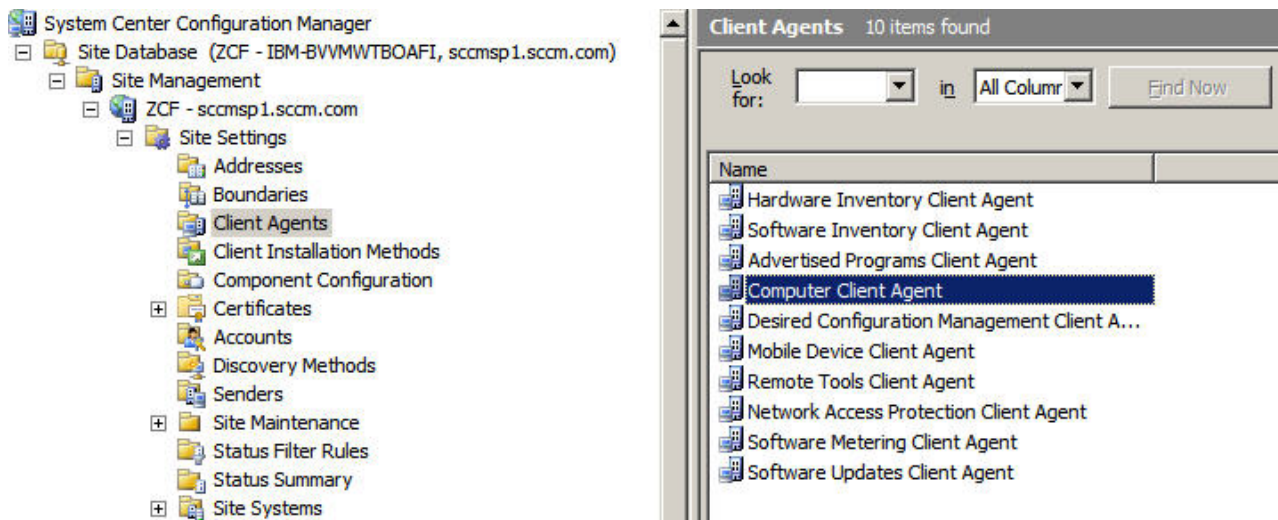 System Center Configuration Manager
Site Database (ZCF - IBM-BVVMWTBOAFI, sccmsp1.sccm.com)
Site Management
ZCF - sccmsp1.sccm.com
Site Settings
Addresses
Boundaries
Client Agents
Client Installation Methods
Component Configuration
Certificates
Accounts
Discovery Methods
Senders
Site Maintenance
Status Filter Rules
Status Summary
Site Systems
Client Agents 10 items found
Look for: in All Columr Find Now
Name
Hardware Inventory Client Agent
Software Inventory Client Agent
Advertised Programs Client Agent
Computer Client Agent
Desired Configuration Management Client A...
Mobile Device Client Agent
Remote Tools Client Agent
Network Access Protection Client Agent
Software Metering Client Agent
Software Updates Client Agent